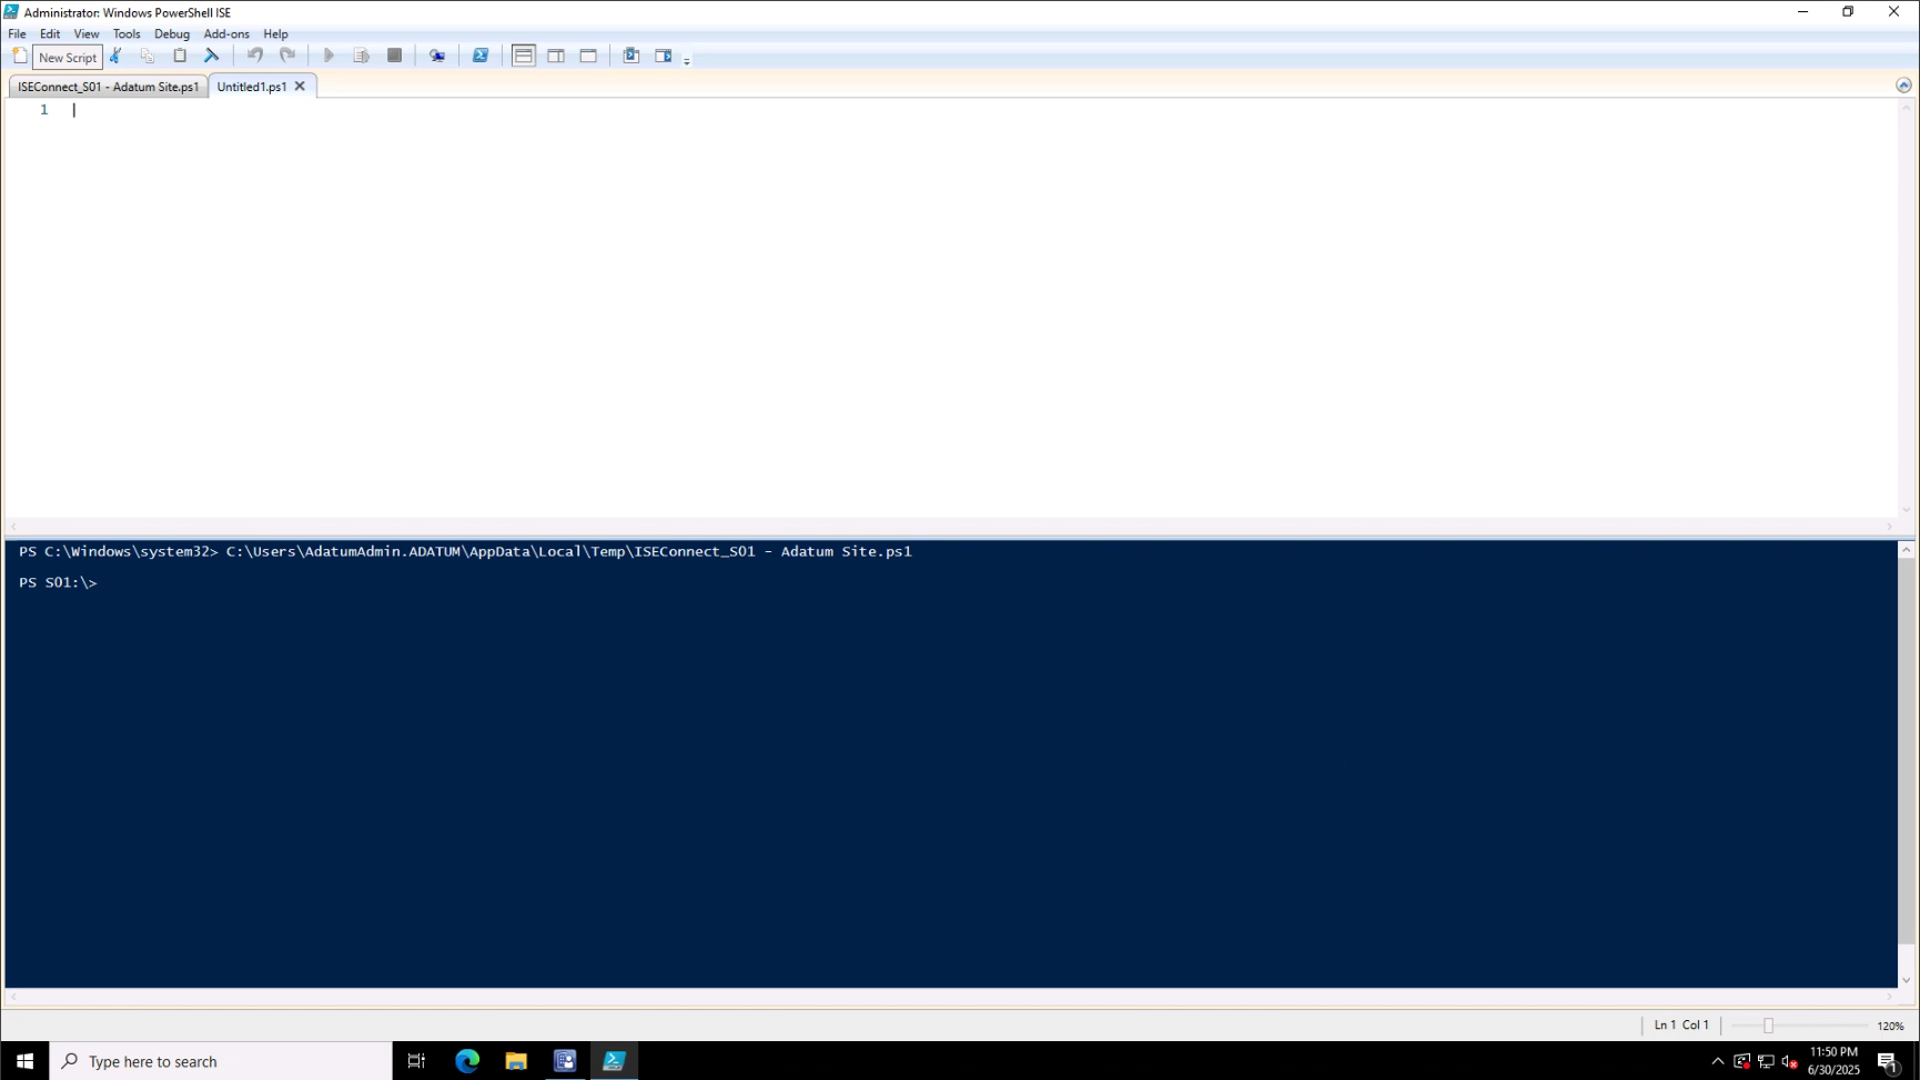 Administrator: Windows PowerShell ISE
File Edit View Tools Debug Add-ons Help
New Script
ISEConnect_S01 - Adatum Site.ps1 Untitled1.ps1
1
PS C:\Windows\system32> C:\Users\AdatumAdmin.ADATUM\AppData\Local\Temp\ISEConnect_S01 - Adatum Site.ps1
PS S01:\>
Ln 1 Col 1 120%
Type here to search
11:50 PM
6/30/2025
1